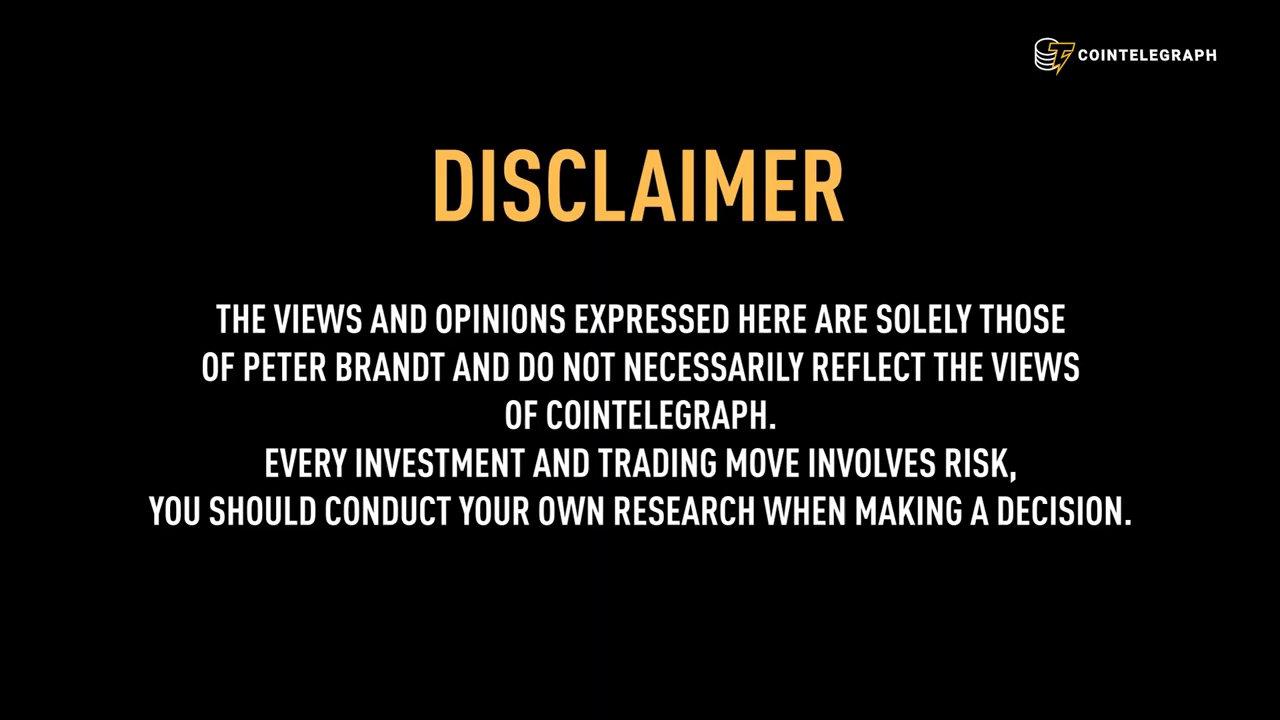 COINTELEGRAPH
DISCLAIMER
THE VIEWS AND OPINIONS EXPRESSED HERE ARE SOLELY THOSE
OF PETER BRANDT AND DO NOT NECESSARILY REFLECT THE VIEWS
OF COINTELEGRAPH.
EVERY INVESTMENT AND TRADING MOVE INVOLVES RISK,
YOU SHOULD CONDUCT YOUR OWN RESEARCH WHEN MAKING A DECISION.